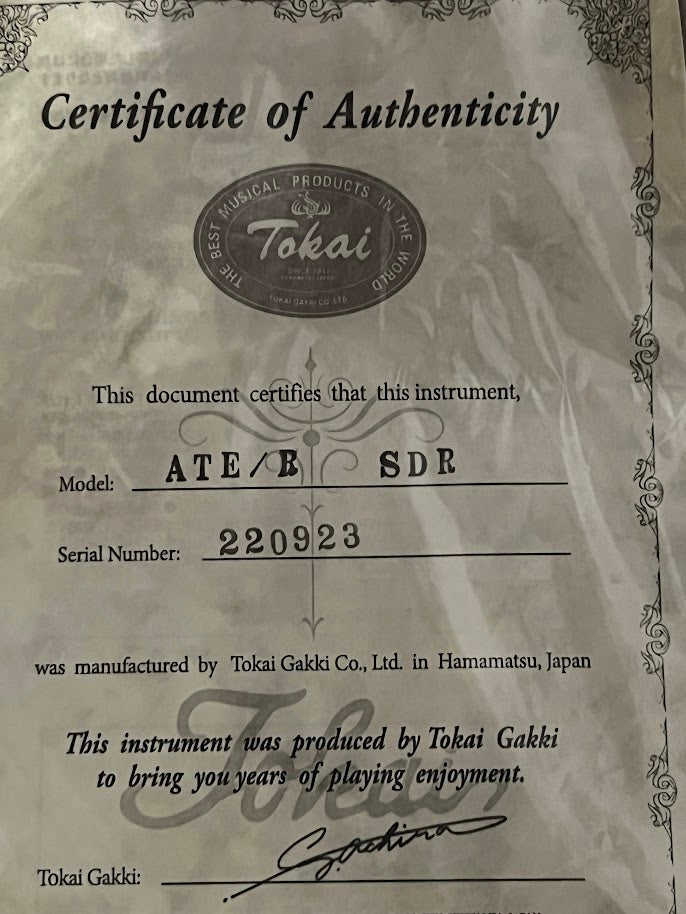 Certificate of Authenticity
THE BEST MUSICAL PRODUCTS IN THE WORLD
Tokai
TOKAI GAKKI CO LTD
This document certifies that this instrument,
Model: ATE/B SDR
Serial Number: 220923
was manufactured by Tokai Gakki Co., Ltd. in Hamamatsu, Japan
Tokai
This instrument was produced by Tokai Gakki
to bring you years of playing enjoyment.
Tokai Gakki: